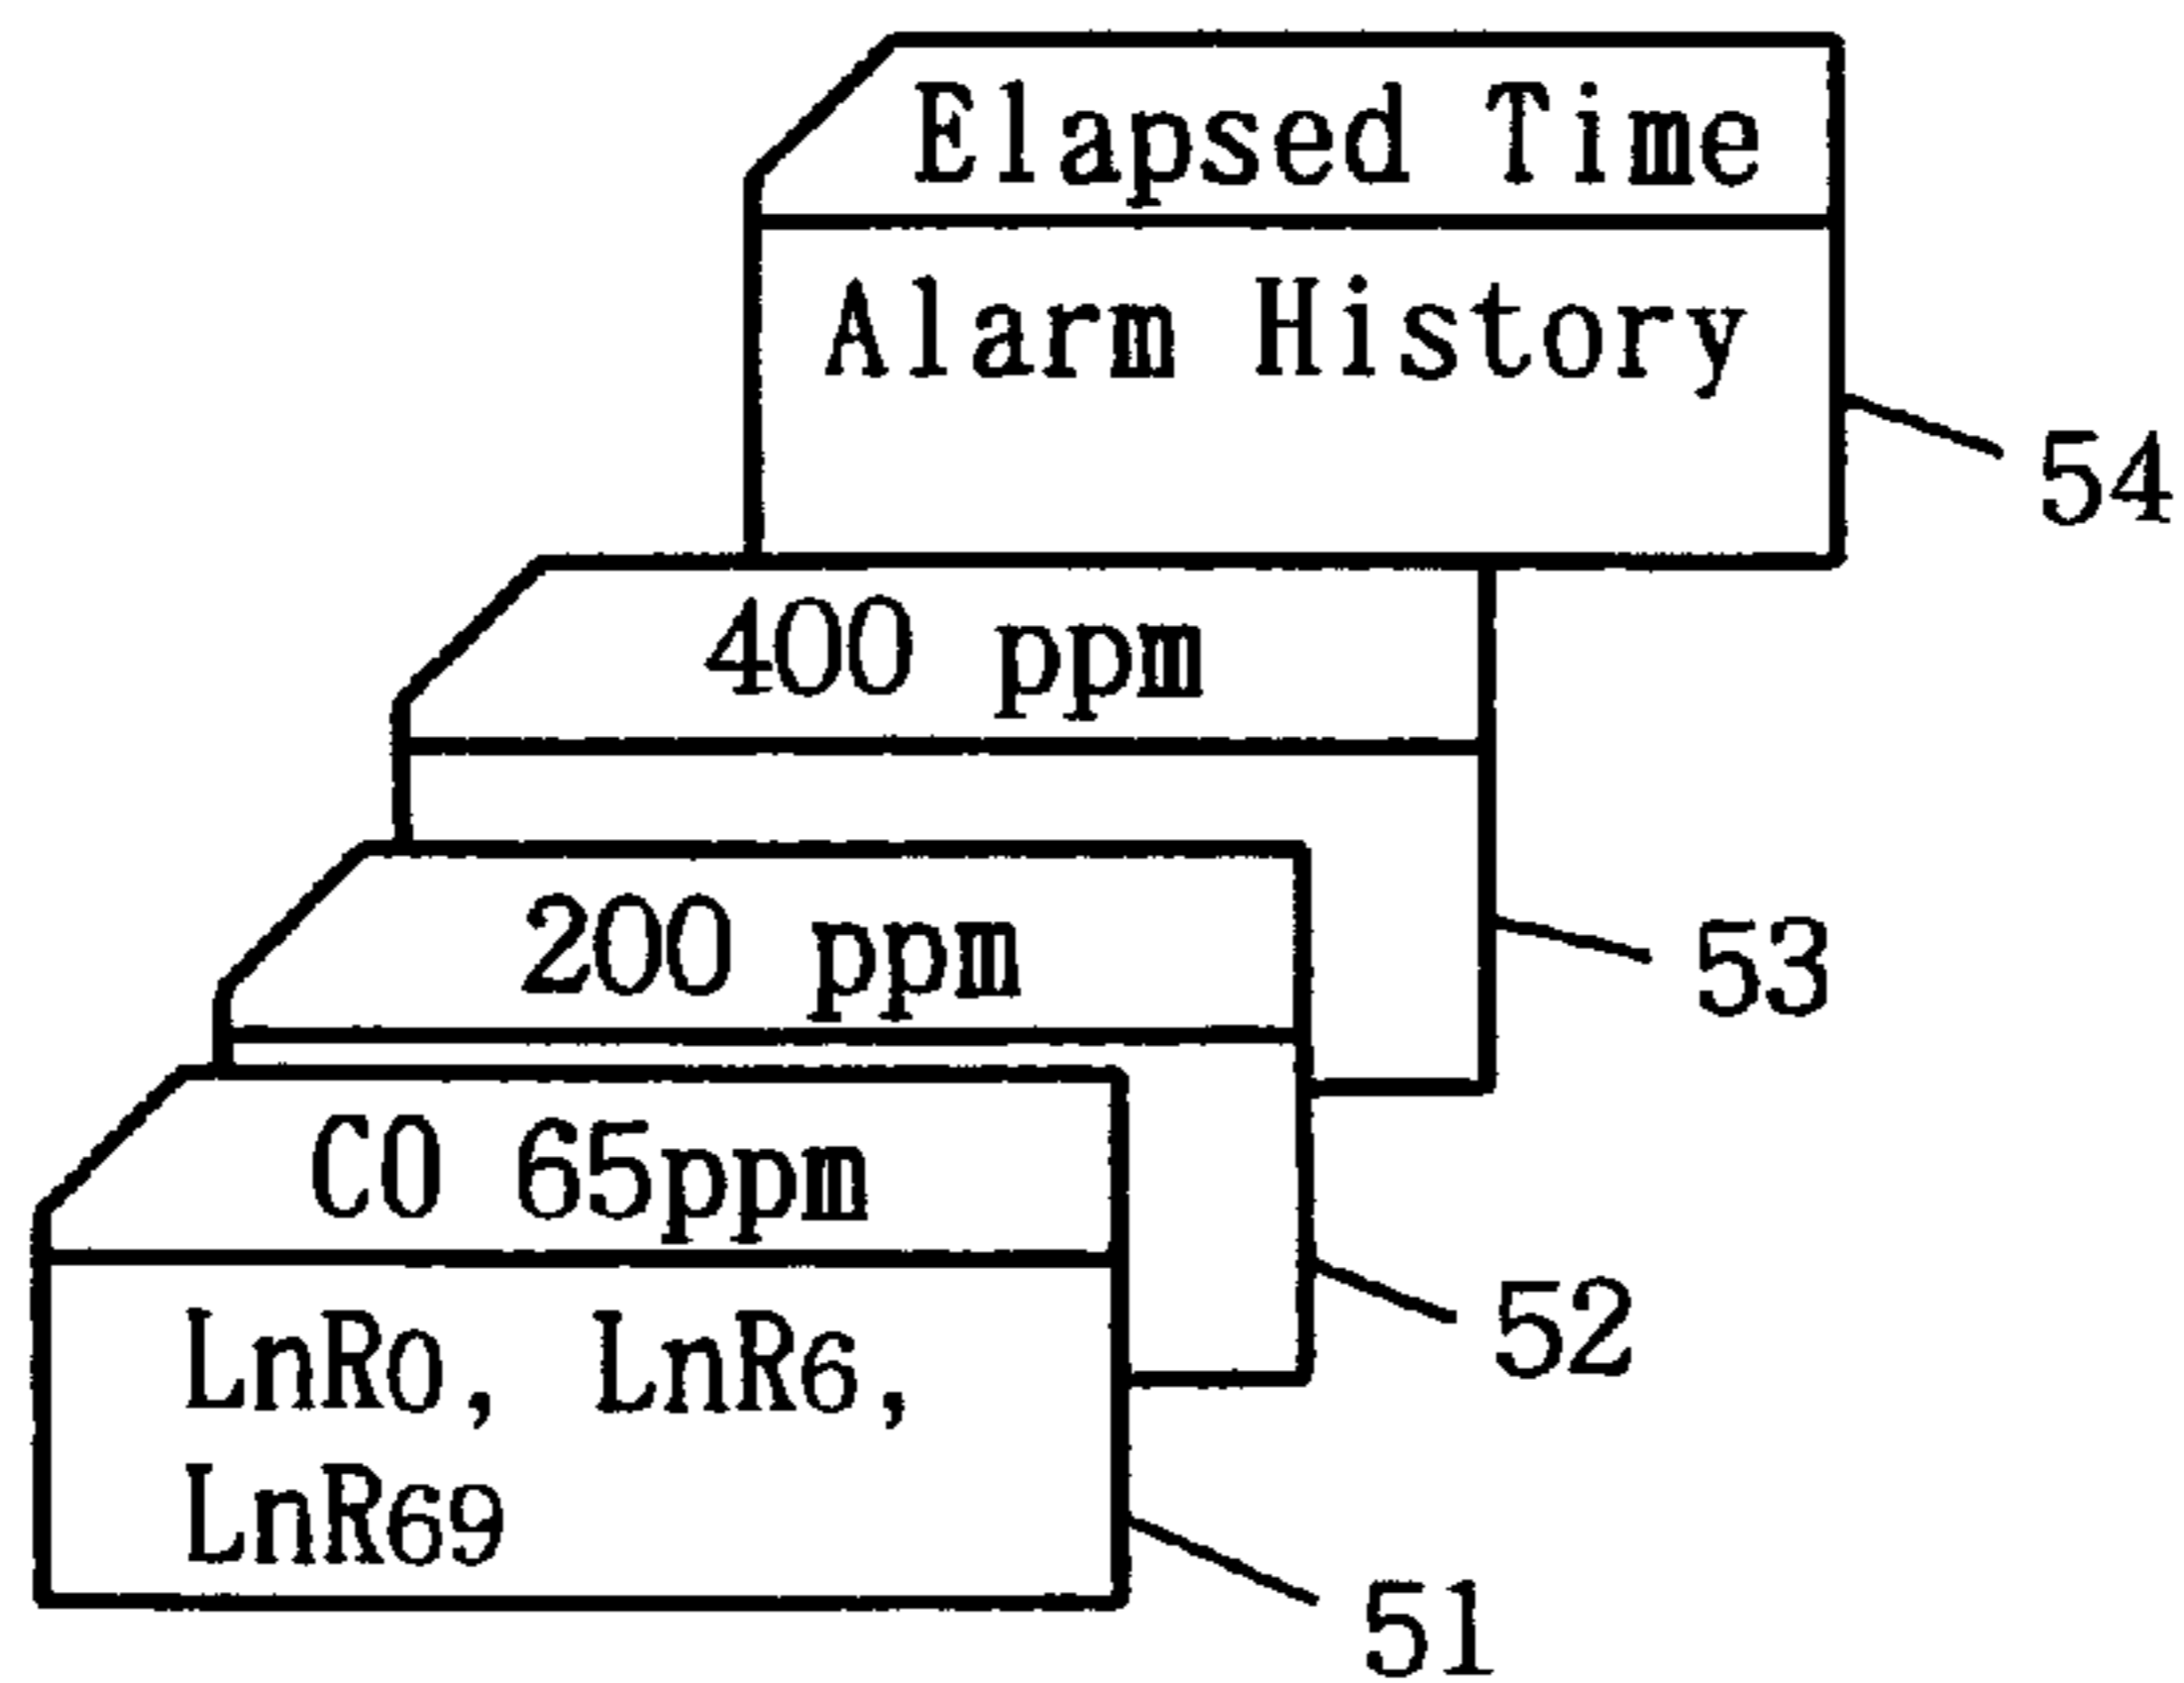 Elapsed Time
Alarm History
54
400 ppm
53
200 ppm
52
CO 65ppm
LnR0, LnR6,
LnR69
51